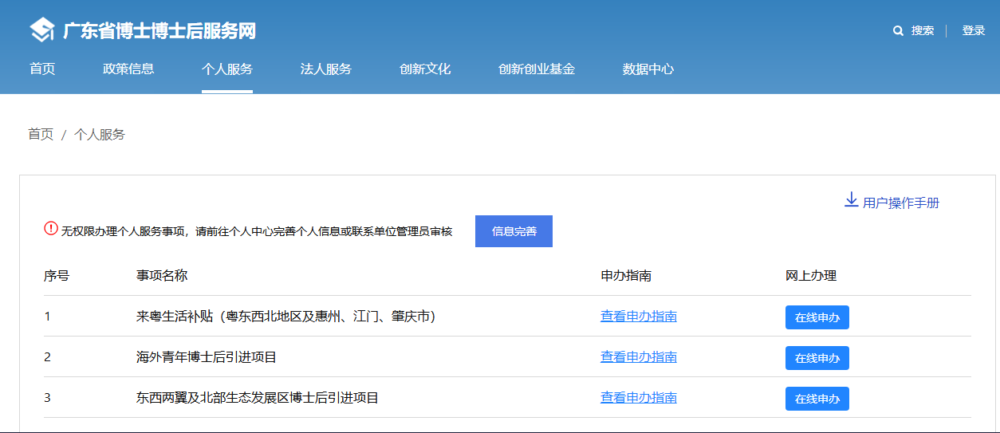 广东省博士博士后服务网
搜索 | 登录
首页 政策信息 个人服务 法人服务 创新文化 创新创业基金 数据中心
首页 / 个人服务
用户操作手册
无权限办理个人服务事项，请前往个人中心完善个人信息或联系单位管理员审核 信息完善
序号 事项名称 申办指南 网上办理
1 来粤生活补贴（粤东西北地区及惠州、江门、肇庆市） 查看申办指南 在线申办
2 海外青年博士后引进项目 查看申办指南 在线申办
3 东西两翼及北部生态发展区博士后引进项目 查看申办指南 在线申办